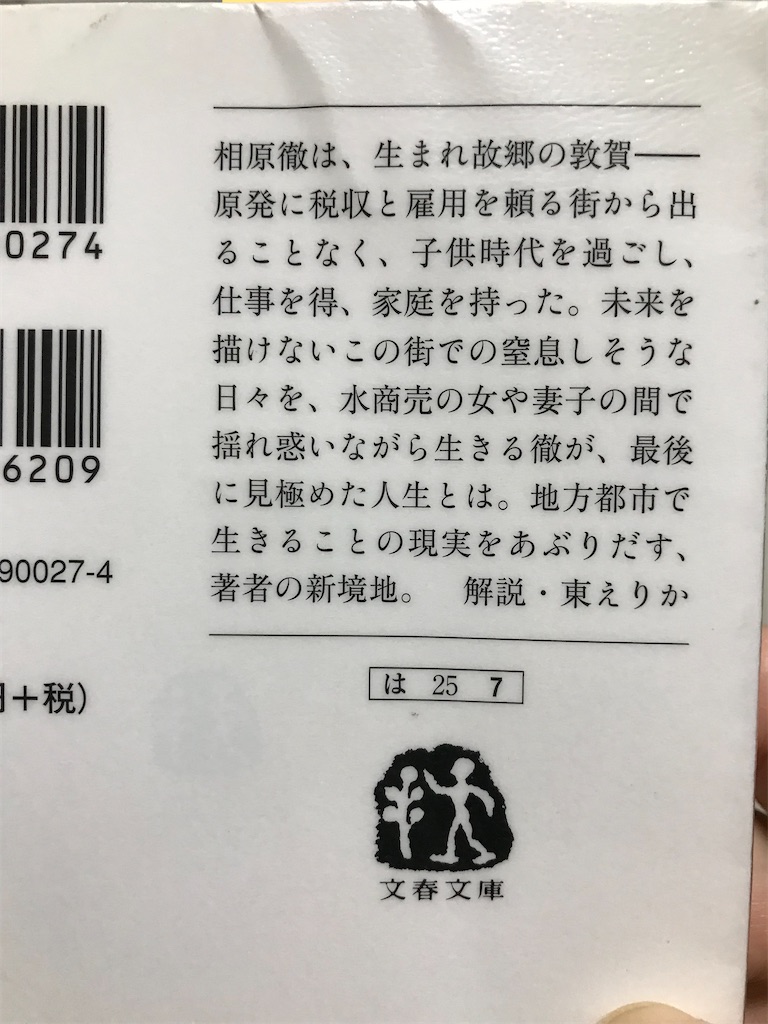 相原徹は、生まれ故郷の敦賀――
原発に税収と雇用を頼る街から出
ることなく、子供時代を過ごし、
仕事を得、家庭を持った。未来を
描けないこの街での窒息しそうな
日々を、水商売の女や妻子の間で
揺れ惑いながら生きる徹が、最後
に見極めた人生とは。地方都市で
生きることの現実をあぶりだす、
著者の新境地。　解説・東えりか
0274
6209
90027-4
円＋税）
は 25 7
文春文庫